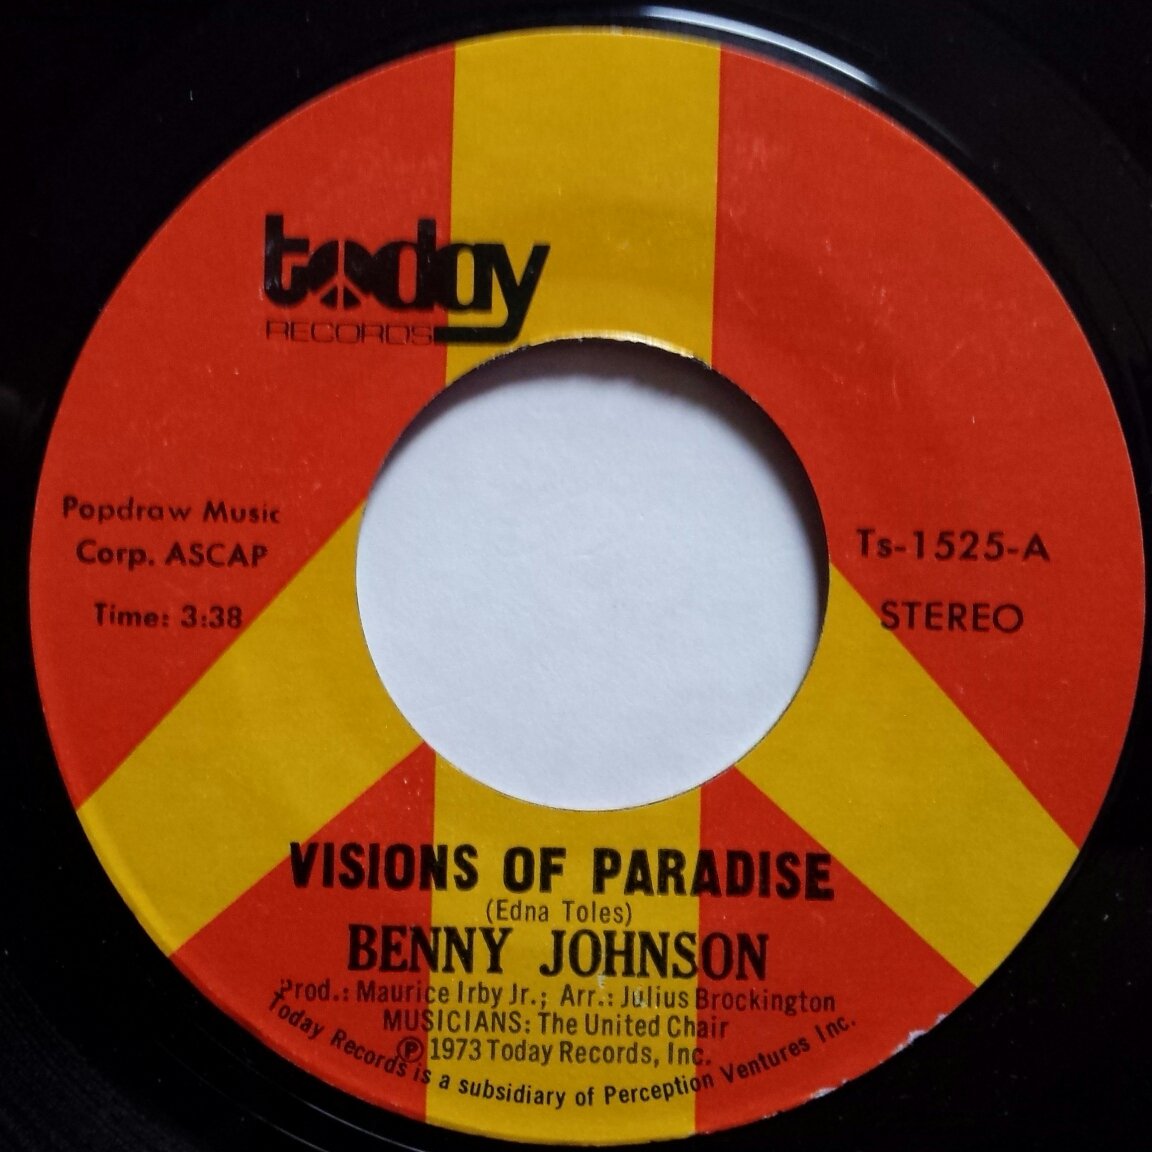 today
RECORDS
Popdraw Music
Corp. ASCAP
Time: 3:38
Ts-1525-A
STEREO
VISIONS OF PARADISE
(Edna Toles)
BENNY JOHNSON
Prod.: Maurice Irby Jr.; Arr.: Julius Brockington
MUSICIANS: The United Chair
℗ 1973 Today Records, Inc.
Today Records is a subsidiary of Perception Ventures Inc.